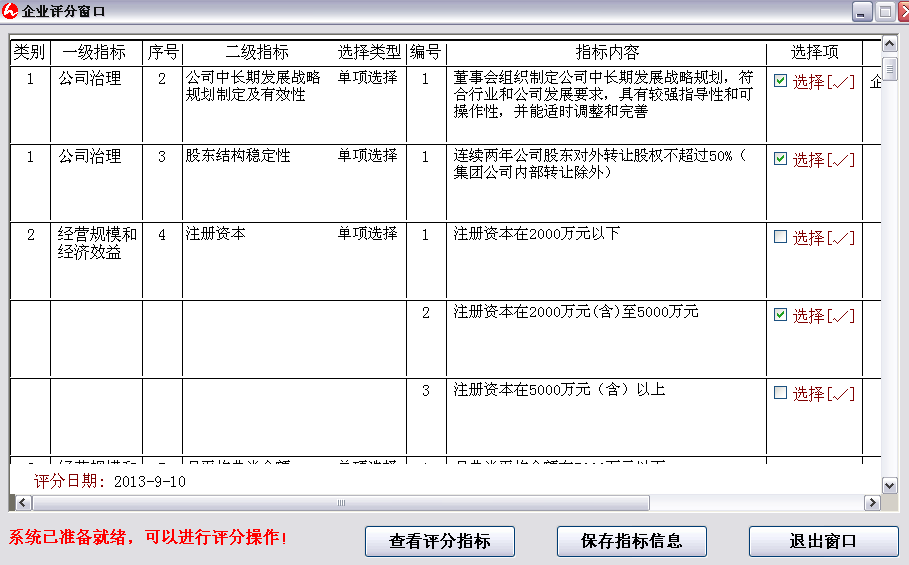 企业评分窗口
类别 一级指标 序号 二级指标 选择类型 编号 指标内容 选择项
1 公司治理 2 公司中长期发展战略 单项选择 1 董事会组织制定公司中长期发展战略规划，符 选择[✓] 企
规划制定及有效性 合行业和公司发展要求，具有较强指导性和可
操作性，并能适时调整和完善
1 公司治理 3 股东结构稳定性 单项选择 1 连续两年公司股东对外转让股权不超过50%（ 选择[✓]
集团公司内部转让除外）
2 经营规模和 4 注册资本 单项选择 1 注册资本在2000万元以下 选择[✓]
经济效益
2 注册资本在2000万元(含)至5000万元 选择[✓]
3 注册资本在5000万元（含）以上 选择[✓]
评分日期: 2013-9-10
系统已准备就绪，可以进行评分操作!
查看评分指标 保存指标信息 退出窗口